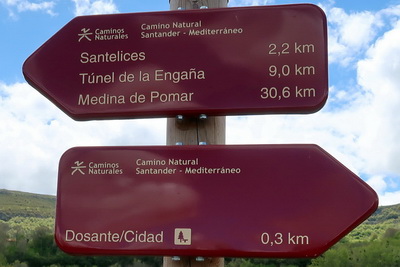 Caminos
Naturales
Camino Natural
Santander - Mediterráneo
Santelices 2,2 km
Túnel de la Engaña 9,0 km
Medina de Pomar 30,6 km
Caminos
Naturales
Camino Natural
Santander - Mediterráneo
Dosante/Cidad 0,3 km